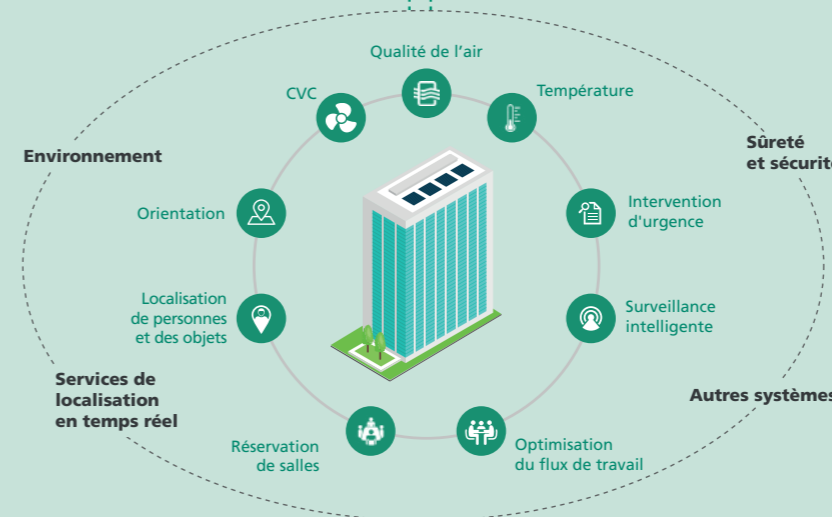 Qualité de l’air
CVC
Température
Environnement
Sûreté
et sécurité
Orientation
Intervention
d'urgence
Localisation
de personnes
et des objets
Surveillance
intelligente
Services de
localisation
en temps réel
Autres systèmes
Réservation
de salles
Optimisation
du flux de travail